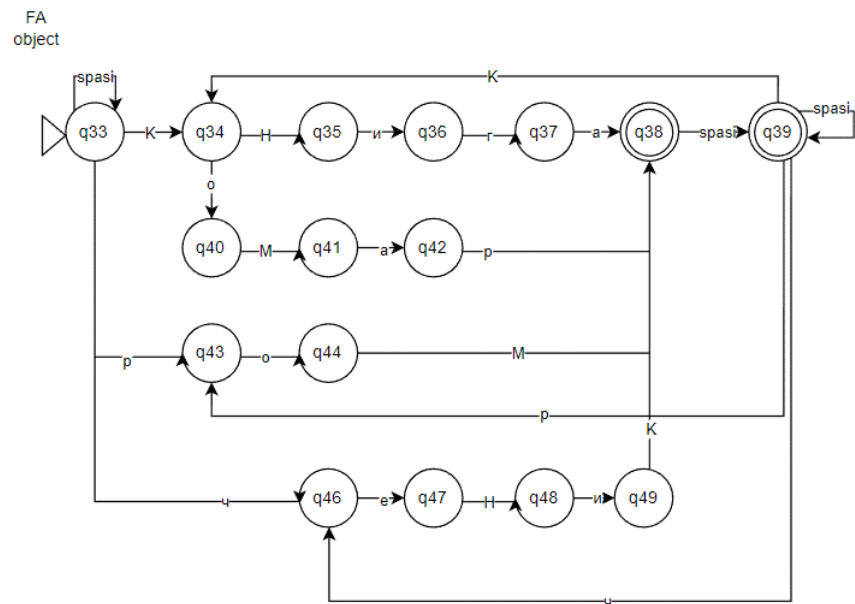 FA
object
spasi
K
q33
K
q34
H
q35
и
q36
г
q37
a
q38
spasi
q39
spasi
o
q40
M
q41
a
q42
p
p
q43
o
q44
M
p
K
ч
q46
e
q47
H
q48
и
q49
ч